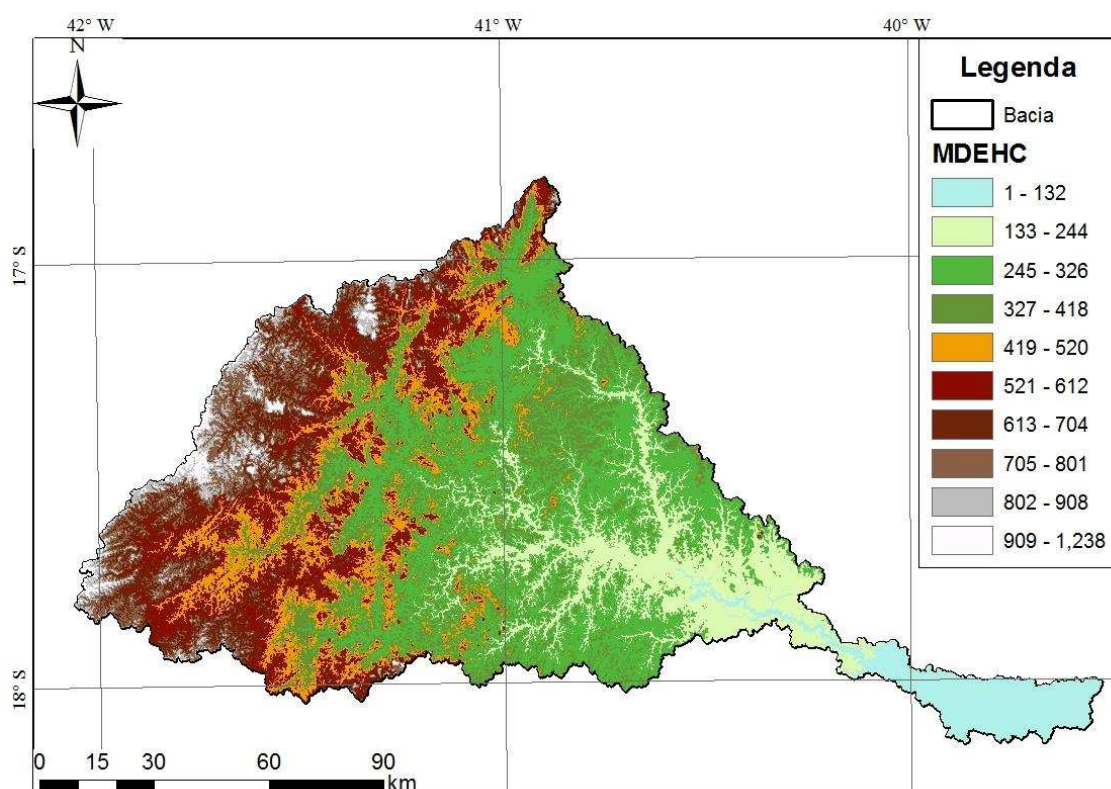 42° W
41° W
40° W
N
17° S
18° S
Legenda
Bacia
MDEHC
1 - 132
133 - 244
245 - 326
327 - 418
419 - 520
521 - 612
613 - 704
705 - 801
802 - 908
909 - 1,238
0 15 30 60 90
km